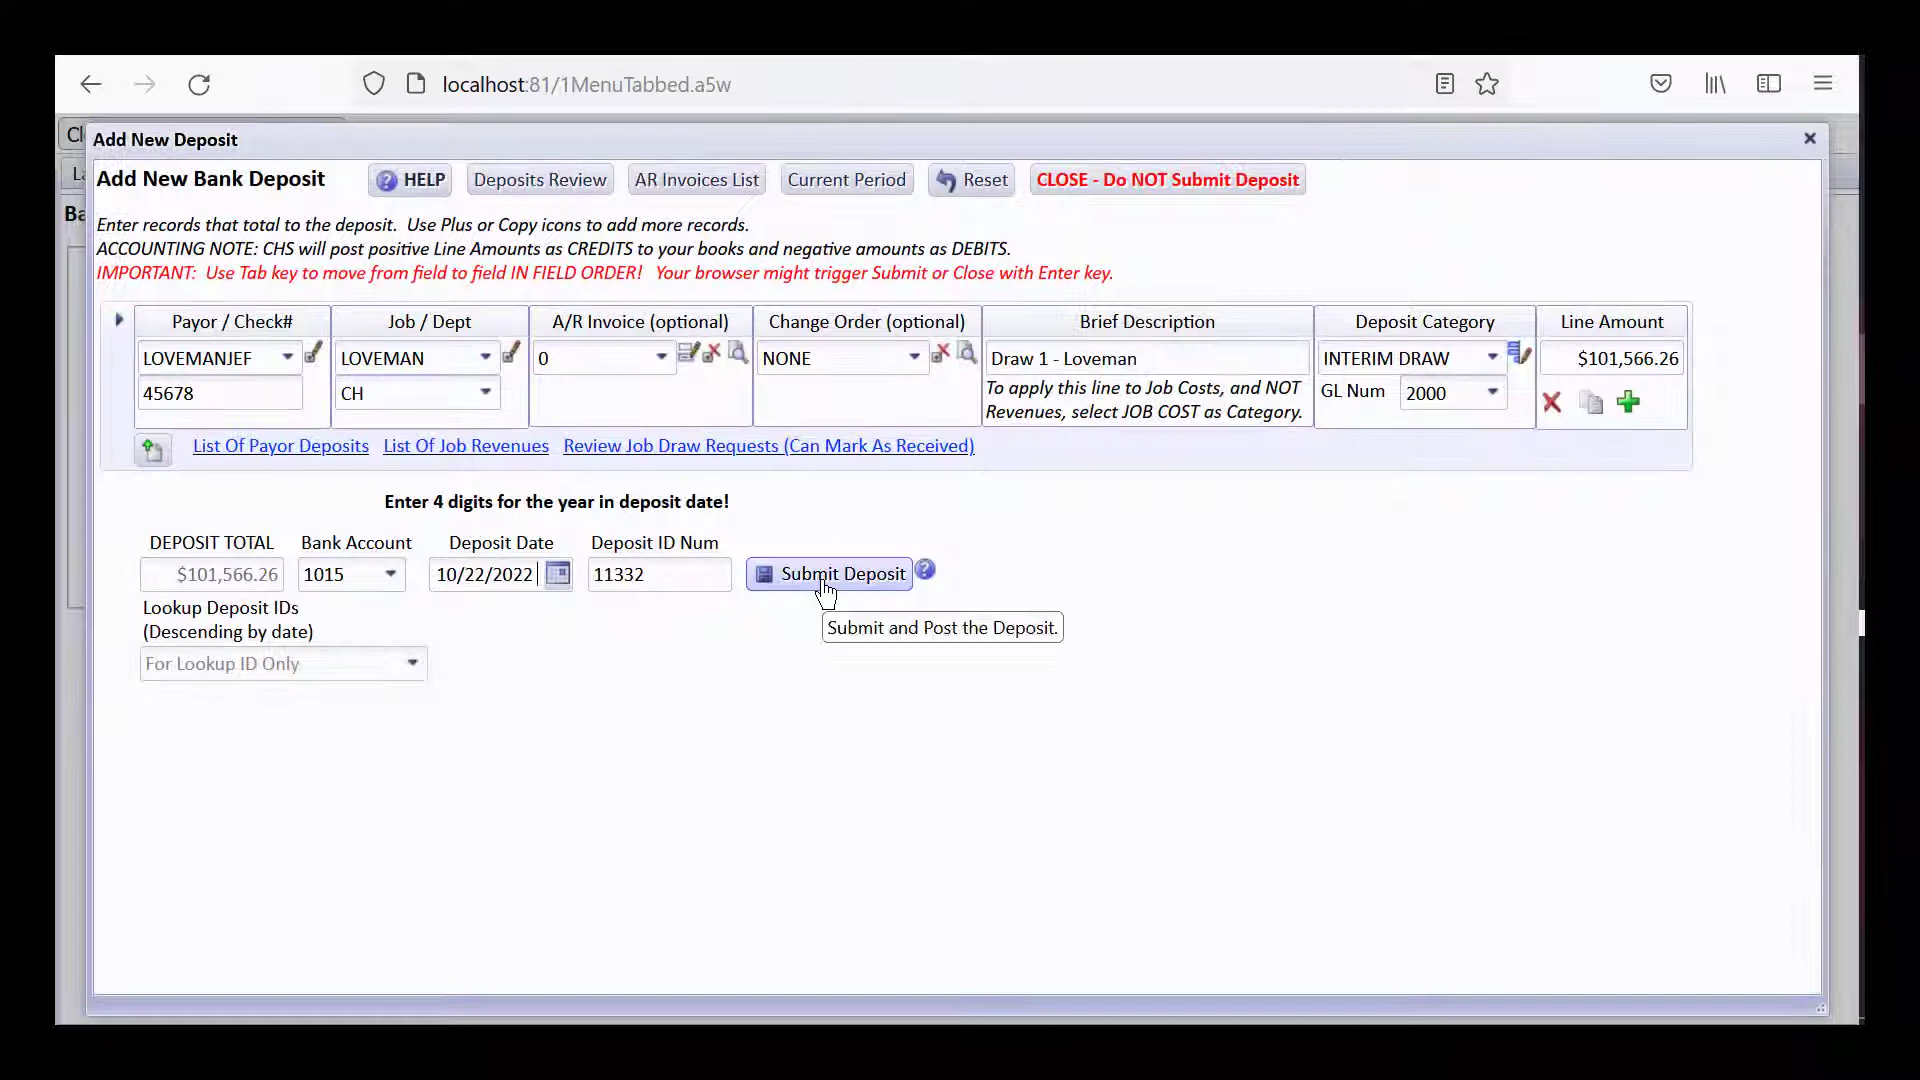 localhost:81/1MenuTabbed.a5w
Cl
Add New Deposit
La
Ba
Add New Bank Deposit
HELP
Deposits Review
AR Invoices List
Current Period
Reset
CLOSE - Do NOT Submit Deposit
Enter records that total to the deposit.  Use Plus or Copy icons to add more records.
ACCOUNTING NOTE: CHS will post positive Line Amounts as CREDITS to your books and negative amounts as DEBITS.
IMPORTANT:  Use Tab key to move from field to field IN FIELD ORDER!   Your browser might trigger Submit or Close with Enter key.
Payor / Check#
Job / Dept
A/R Invoice (optional)
Change Order (optional)
Brief Description
Deposit Category
Line Amount
LOVEMANJEF
LOVEMAN
0
NONE
Draw 1 - Loveman
INTERIM DRAW
$101,566.26
45678
CH
To apply this line to Job Costs, and NOT
Revenues, select JOB COST as Category.
GL Num
2000
List Of Payor Deposits
List Of Job Revenues
Review Job Draw Requests (Can Mark As Received)
Enter 4 digits for the year in deposit date!
DEPOSIT TOTAL
Bank Account
Deposit Date
Deposit ID Num
$101,566.26
1015
10/22/2022
11332
Submit Deposit
Lookup Deposit IDs
(Descending by date)
Submit and Post the Deposit.
For Lookup ID Only